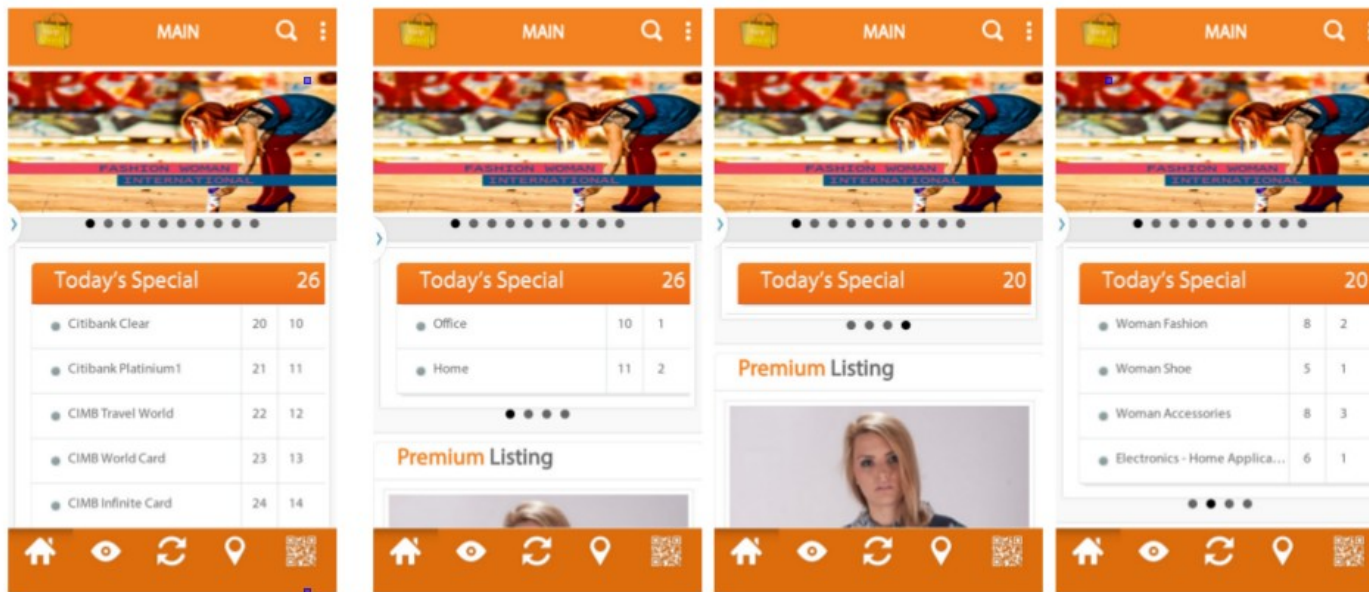 MAIN
FASHION WOMAN
INTERNATIONAL
Today's Special 26
Citibank Clear 20 10
Citibank Platinium1 21 11
CIMB Travel World 22 12
CIMB World Card 23 13
CIMB Infinite Card 24 14
MAIN
FASHION WOMAN
INTERNATIONAL
Today's Special 26
Office 10 1
Home 11 2
Premium Listing
MAIN
FASHION WOMAN
INTERNATIONAL
Today's Special 20
Premium Listing
MAIN
FASHION WOMAN
INTERNATIONAL
Today's Special 20
Woman Fashion 8 2
Woman Shoe 5 1
Woman Accessories 8 3
Electronics - Home Applica... 6 1